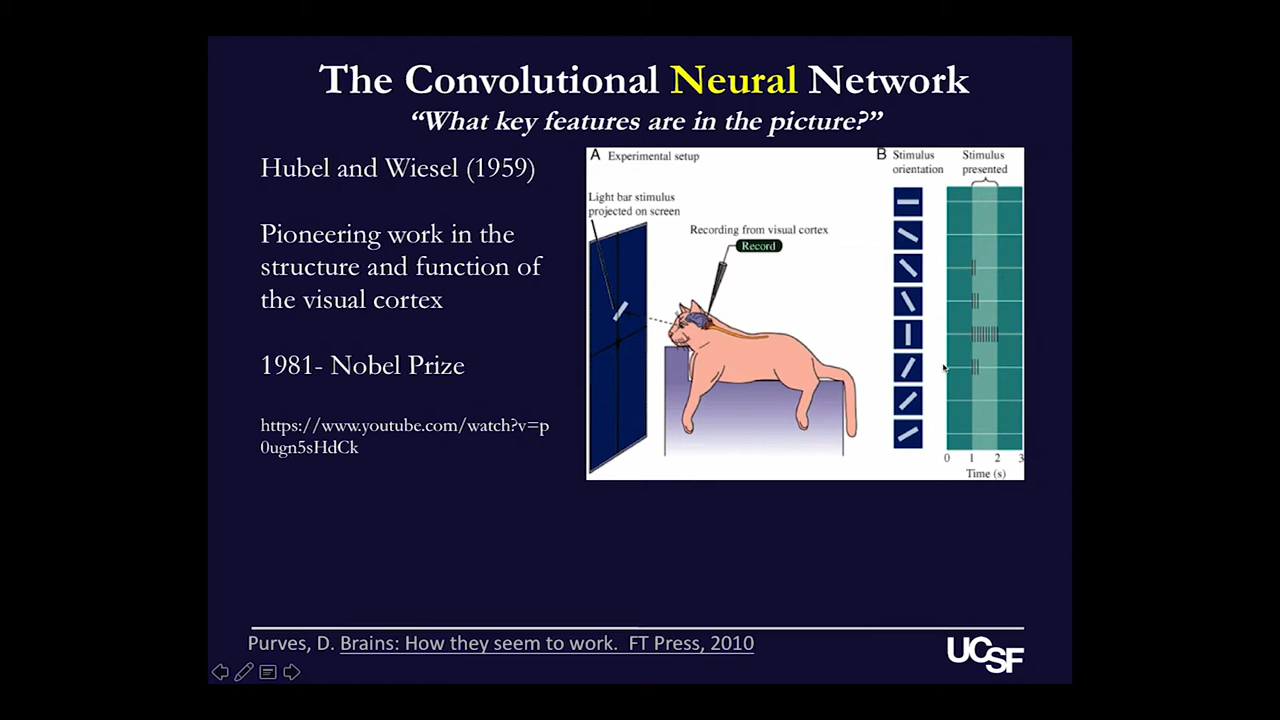 The Convolutional Neural Network
“What key features are in the picture?”
Hubel and Wiesel (1959)
Pioneering work in the
structure and function of
the visual cortex
1981- Nobel Prize
https://www.youtube.com/watch?v=p
0ugn5sHdCk
A Experimental setup
Light bar stimulus
projected on screen
Recording from visual cortex
Record
B Stimulus
orientation
Stimulus
presented
0 1 2 3
Time (s)
Purves, D. Brains: How they seem to work. FT Press, 2010
UCSF